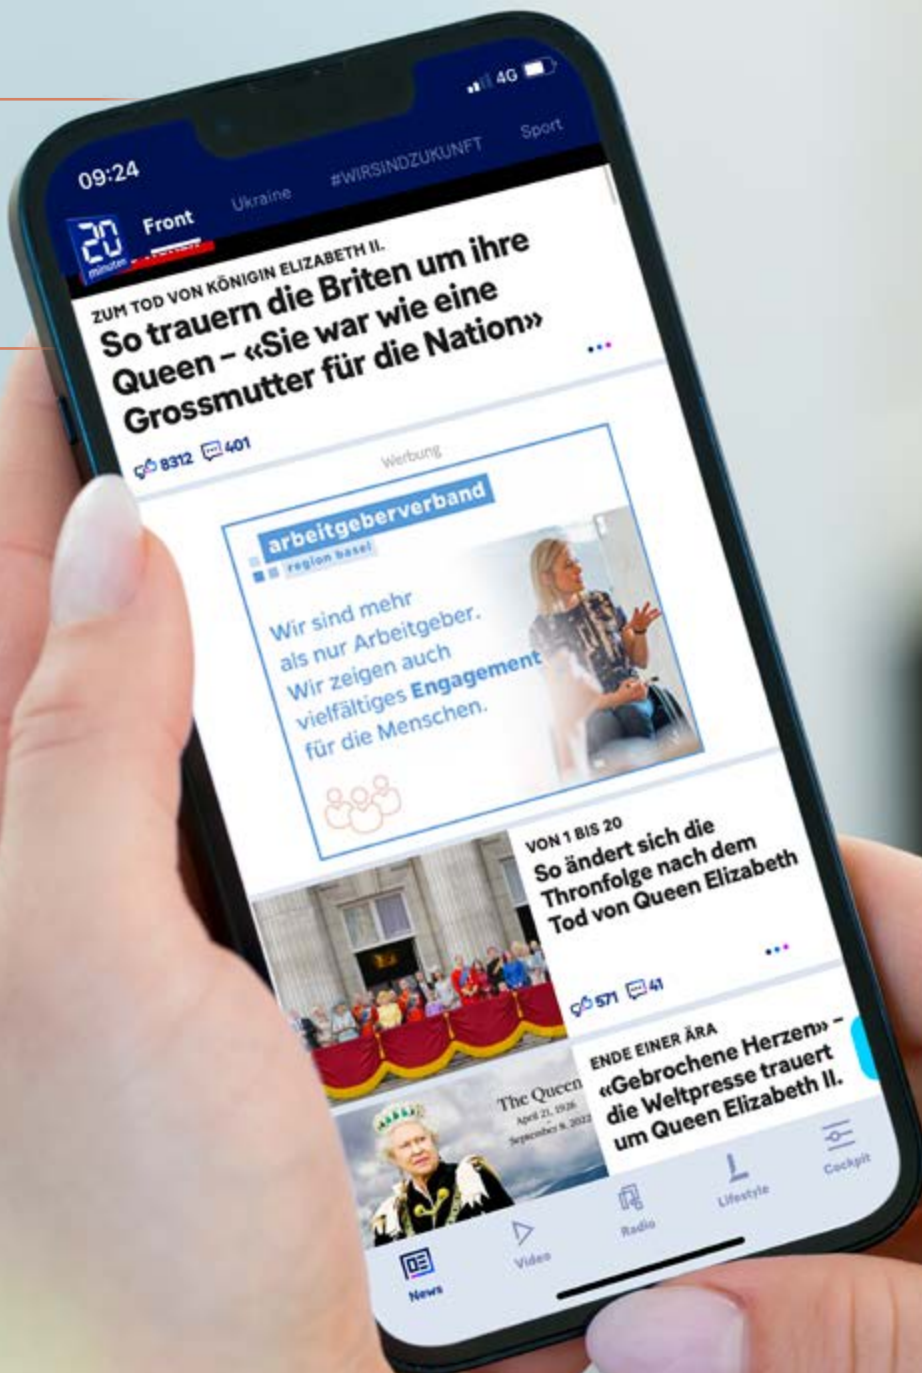 09:24
4G
20
minuten
Front
Ukraine
#WIRSINDZUKUNFT
Sport
ZUM TOD VON KÖNIGIN ELIZABETH II.
So trauern die Briten um ihre
Queen – «Sie war wie eine
Grossmutter für die Nation»
8312
401
Werbung
arbeitgeberverband
region basel
Wir sind mehr
als nur Arbeitgeber.
Wir zeigen auch
vielfältiges Engagement
für die Menschen.
VON 1 BIS 20
So ändert sich die
Thronfolge nach dem
Tod von Queen Elizabeth
571
41
The Queen
April 21, 1926
–
September 8, 2022
ENDE EINER ÄRA
«Gebrochene Herzen» –
die Weltpresse trauert
um Queen Elizabeth II.
News
Video
Radio
Lifestyle
Cockpit